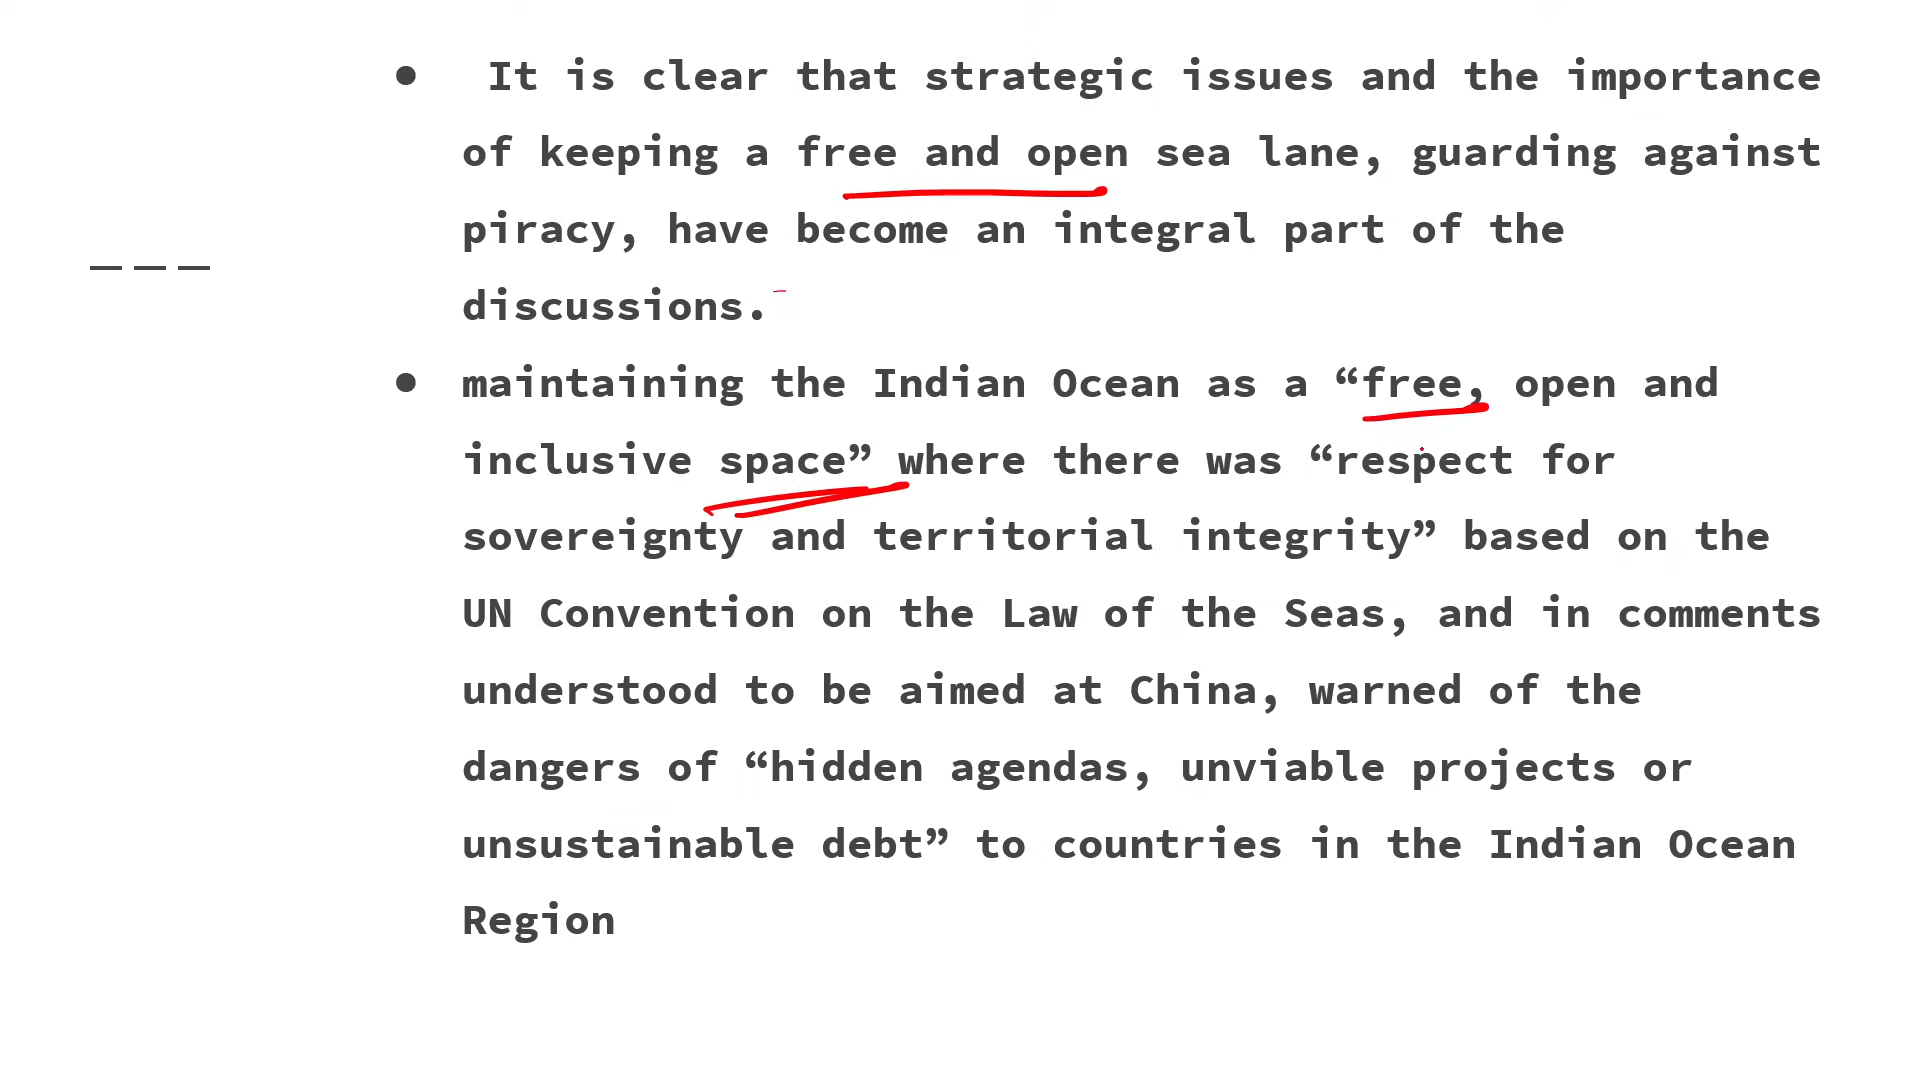 ● It is clear that strategic issues and the importance
of keeping a free and open sea lane, guarding against
piracy, have become an integral part of the
discussions.
● maintaining the Indian Ocean as a “free, open and
inclusive space” where there was “respect for
sovereignty and territorial integrity” based on the
UN Convention on the Law of the Seas, and in comments
understood to be aimed at China, warned of the
dangers of “hidden agendas, unviable projects or
unsustainable debt” to countries in the Indian Ocean
Region